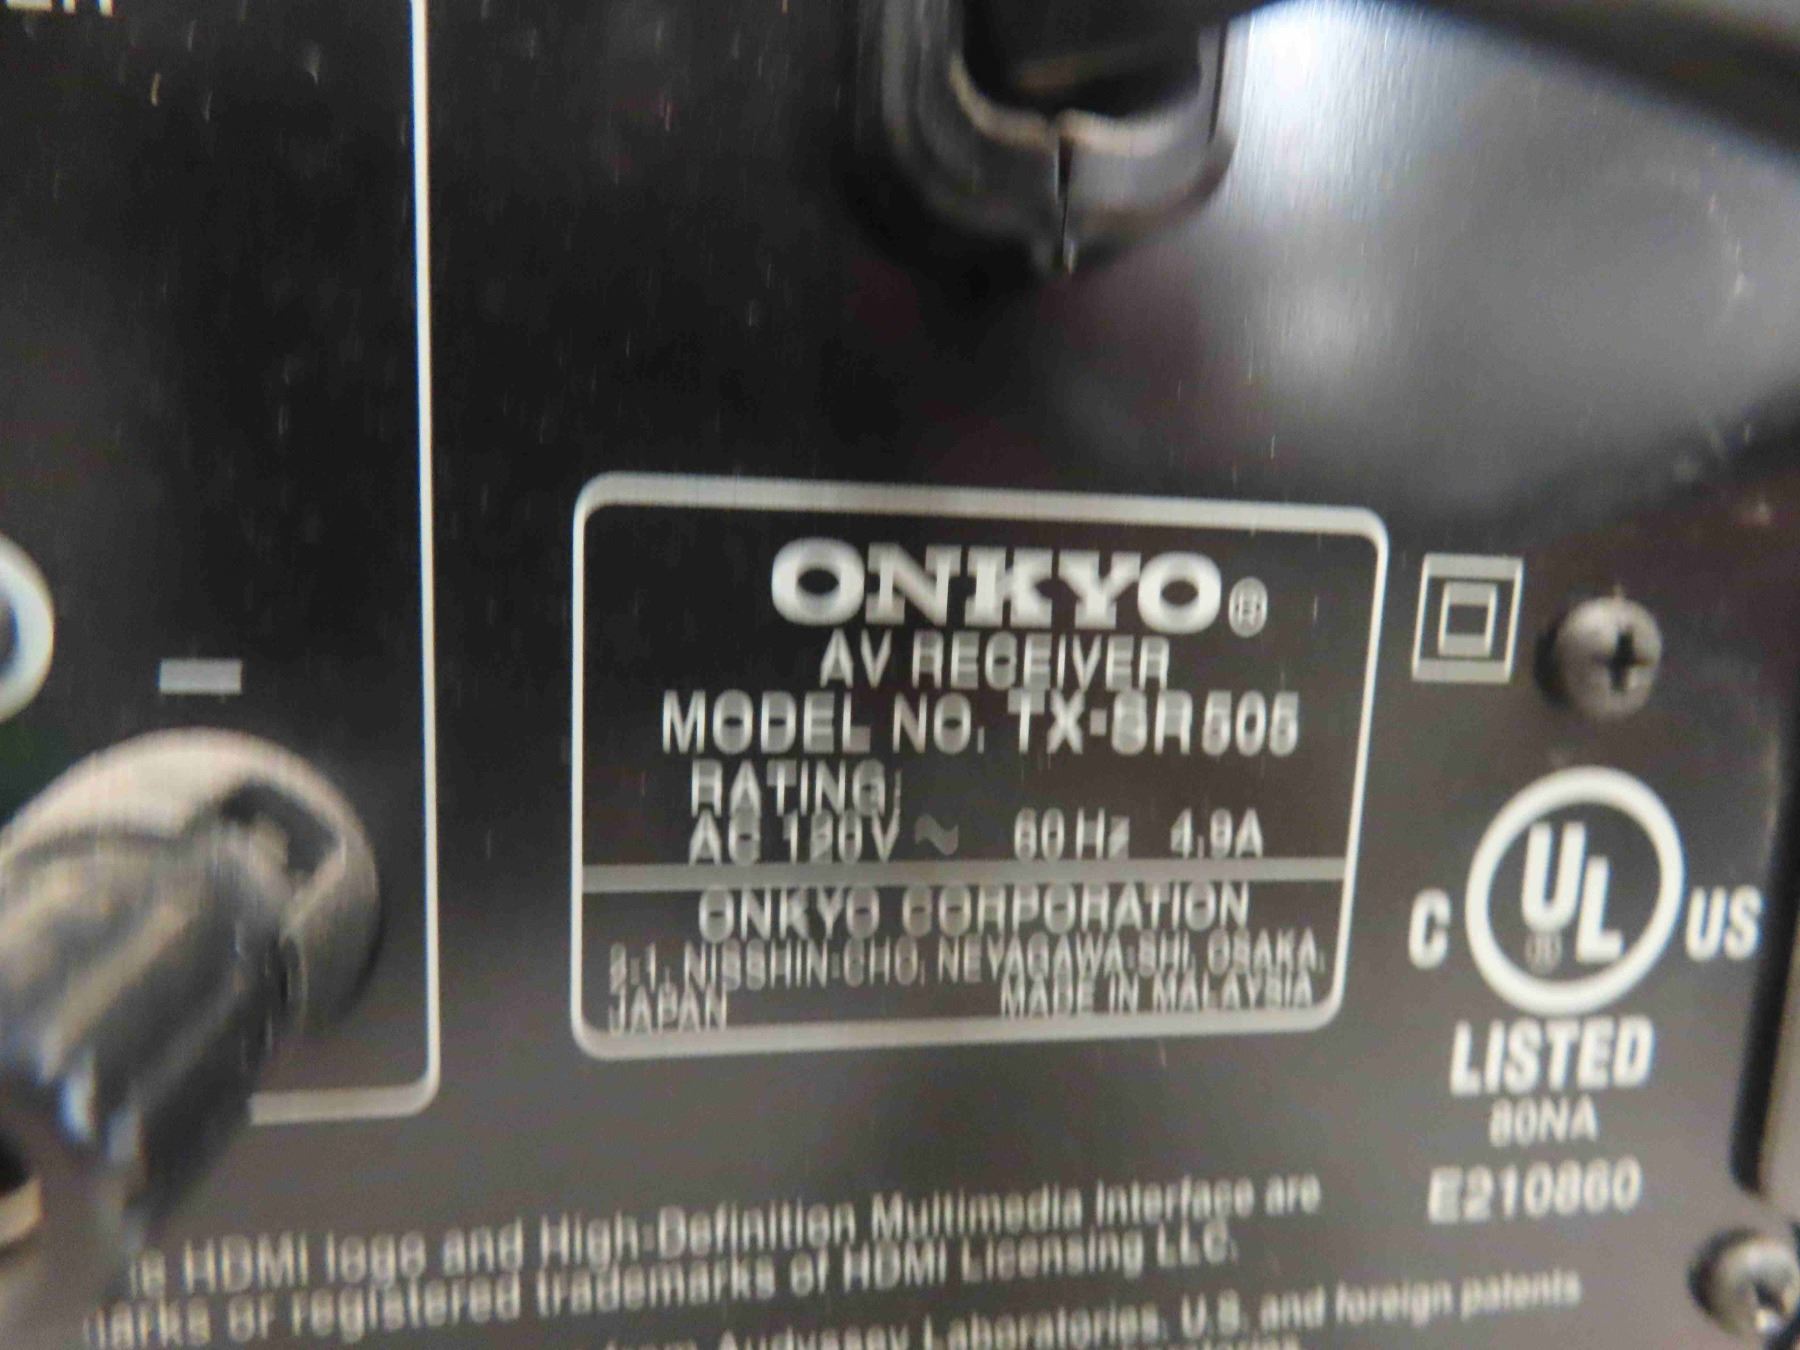 ONKYO®
AV RECEIVER
MODEL NO. TX-SR505
RATING:
AC 120V ~ 60 Hz 4.9A
ONKYO CORPORATION
2-1, NISSHIN-CHO, NEYAGAWA-SHI, OSAKA,
JAPAN MADE IN MALAYSIA
C UL® US
LISTED
80NA
E210860
HDMI logo and High-Definition Multimedia Interface are
or registered trademarks of HDMI Licensing LLC.
from Audyssey Laboratories. U.S. and foreign patents